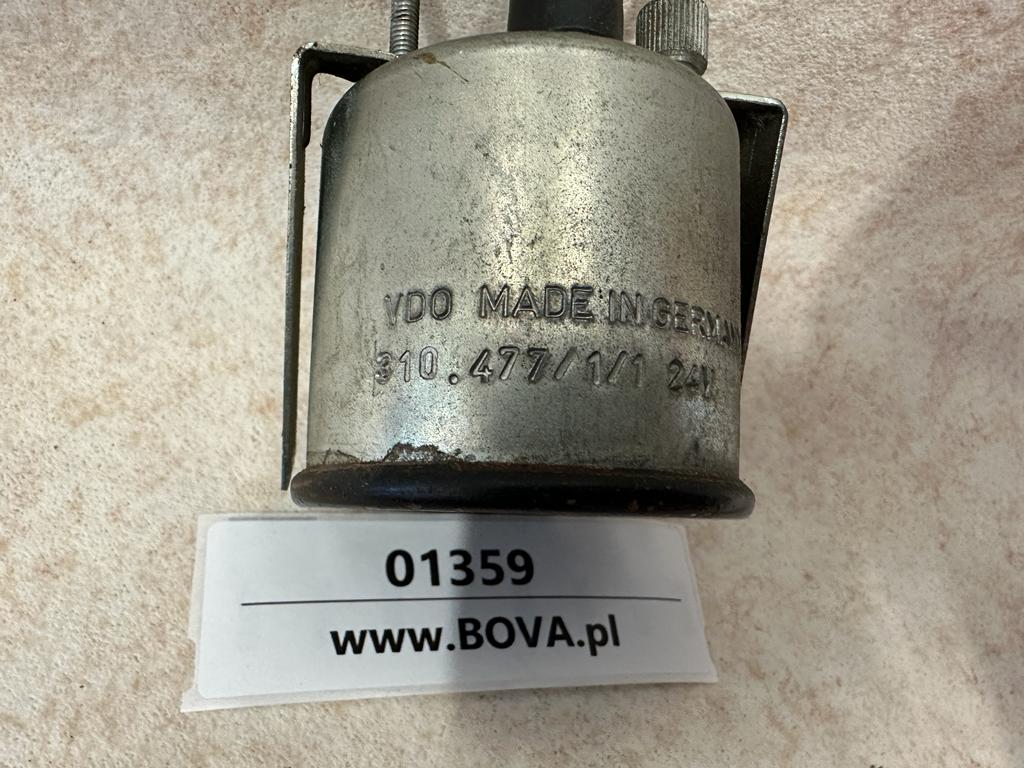 VDO MADE IN GERMANY
310.477/1/1 24V
01359
www.BOVA.pl